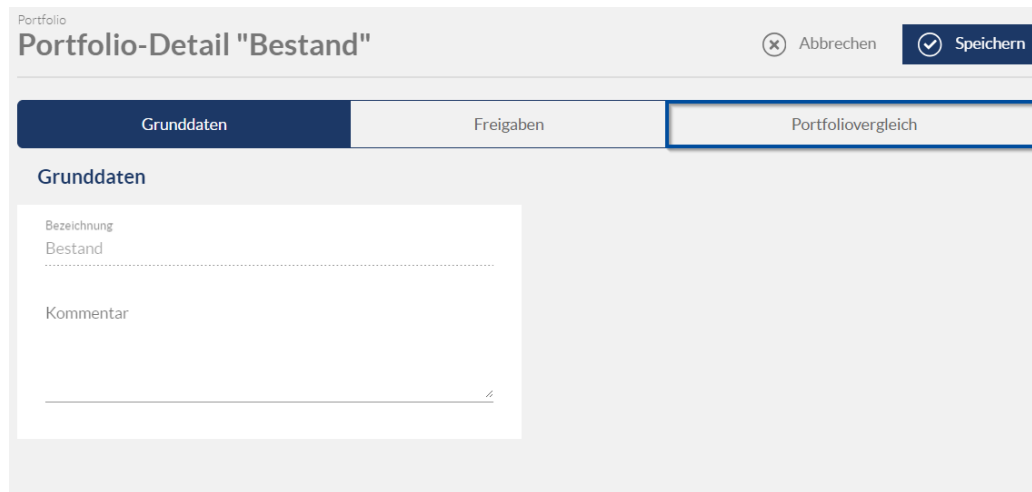 Portfolio
Portfolio-Detail "Bestand"
Abbrechen
Speichern
Grunddaten
Freigaben
Portfoliovergleich
Grunddaten
Bezeichnung
Bestand
Kommentar